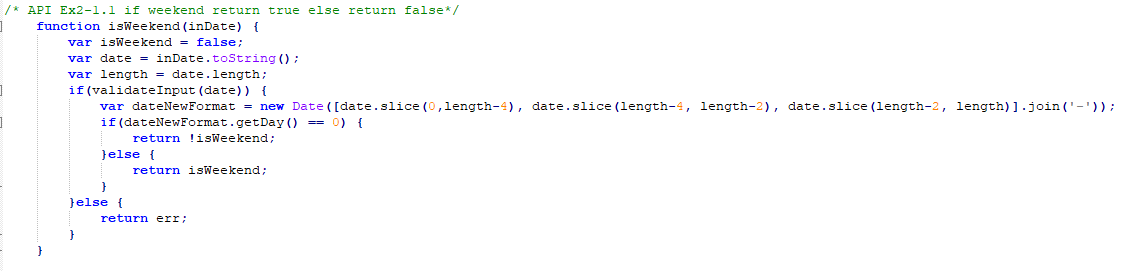 /* API Ex2-1.1 if weekend return true else return false*/
function isWeekend(inDate) {
var isWeekend = false;
var date = inDate.toString();
var length = date.length;
if(validateInput(date)) {
var dateNewFormat = new Date([date.slice(0,length-4), date.slice(length-4, length-2), date.slice(length-2, length)].join('-'));
if(dateNewFormat.getDay() == 0) {
return !isWeekend;
}else {
return isWeekend;
}
}else {
return err;
}
}